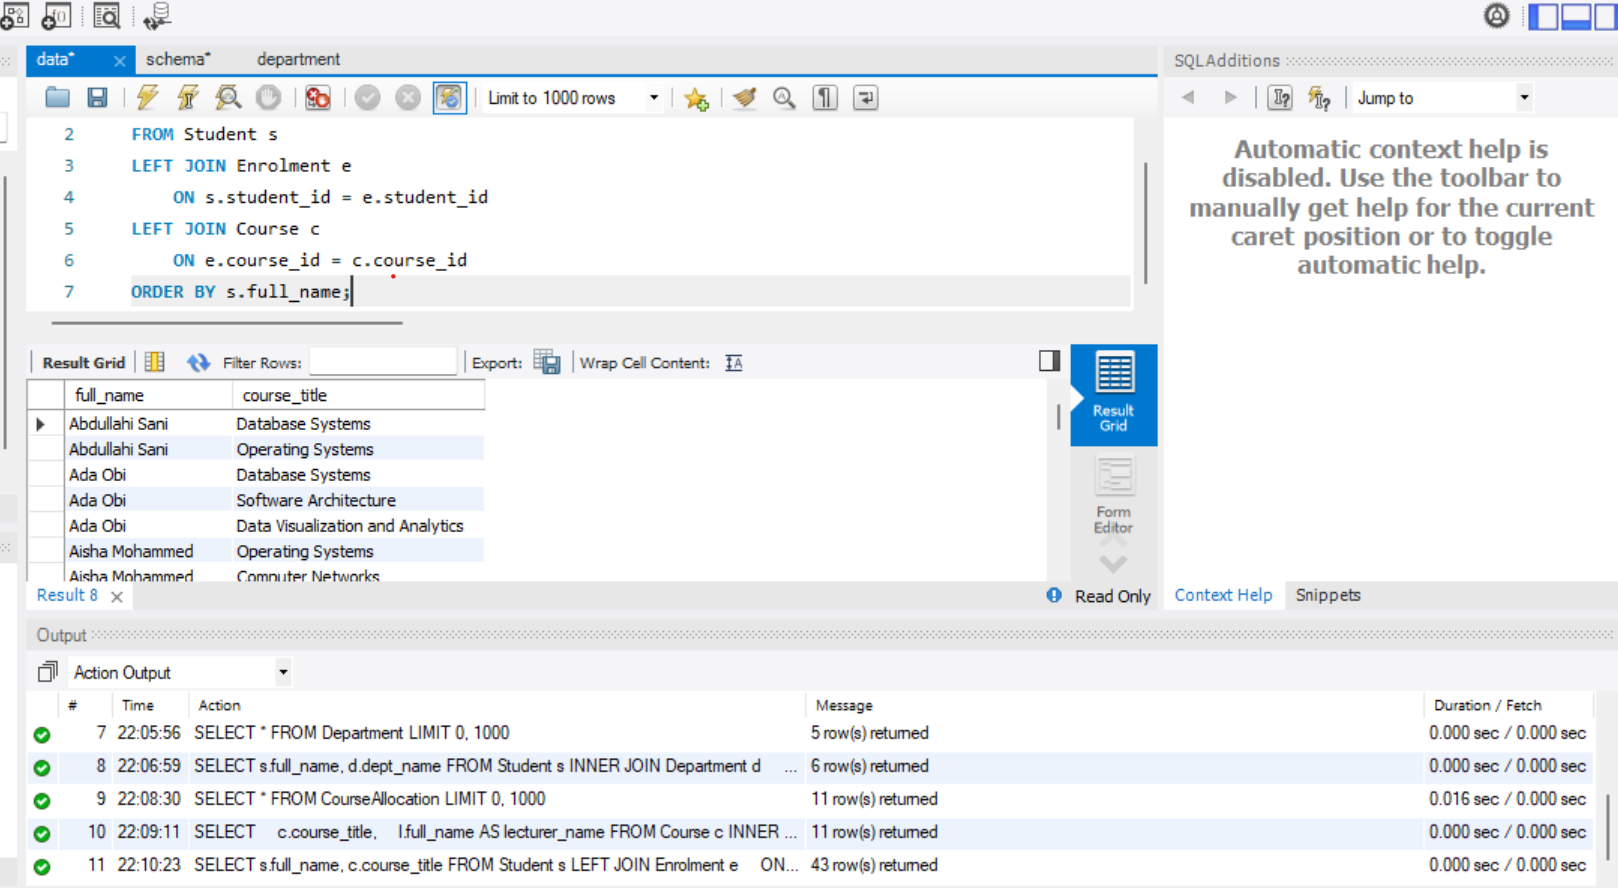 data*
schema*
department
SQLAdditions
Limit to 1000 rows
Jump to
2 FROM Student s
3 LEFT JOIN Enrolment e
4 ON s.student_id = e.student_id
5 LEFT JOIN Course c
6 ON e.course_id = c.course_id
7 ORDER BY s.full_name;
Automatic context help is
disabled. Use the toolbar to
manually get help for the current
caret position or to toggle
automatic help.
Result Grid Filter Rows: Export: Wrap Cell Content:
full_name course_title
Abdullahi Sani Database Systems
Abdullahi Sani Operating Systems
Ada Obi Database Systems
Ada Obi Software Architecture
Ada Obi Data Visualization and Analytics
Aisha Mohammed Operating Systems
Aisha Mohammed Computer Networks
Result
Grid
Form
Editor
Result 8
Read Only
Context Help Snippets
Output
Action Output
# Time Action Message Duration / Fetch
7 22:05:56 SELECT * FROM Department LIMIT 0, 1000 5 row(s) returned 0.000 sec / 0.000 sec
8 22:06:59 SELECT s.full_name, d.dept_name FROM Student s INNER JOIN Department d ... 6 row(s) returned 0.000 sec / 0.000 sec
9 22:08:30 SELECT * FROM CourseAllocation LIMIT 0, 1000 11 row(s) returned 0.016 sec / 0.000 sec
10 22:09:11 SELECT c.course_title, l.full_name AS lecturer_name FROM Course c INNER ... 11 row(s) returned 0.000 sec / 0.000 sec
11 22:10:23 SELECT s.full_name, c.course_title FROM Student s LEFT JOIN Enrolment e ON... 43 row(s) returned 0.000 sec / 0.000 sec